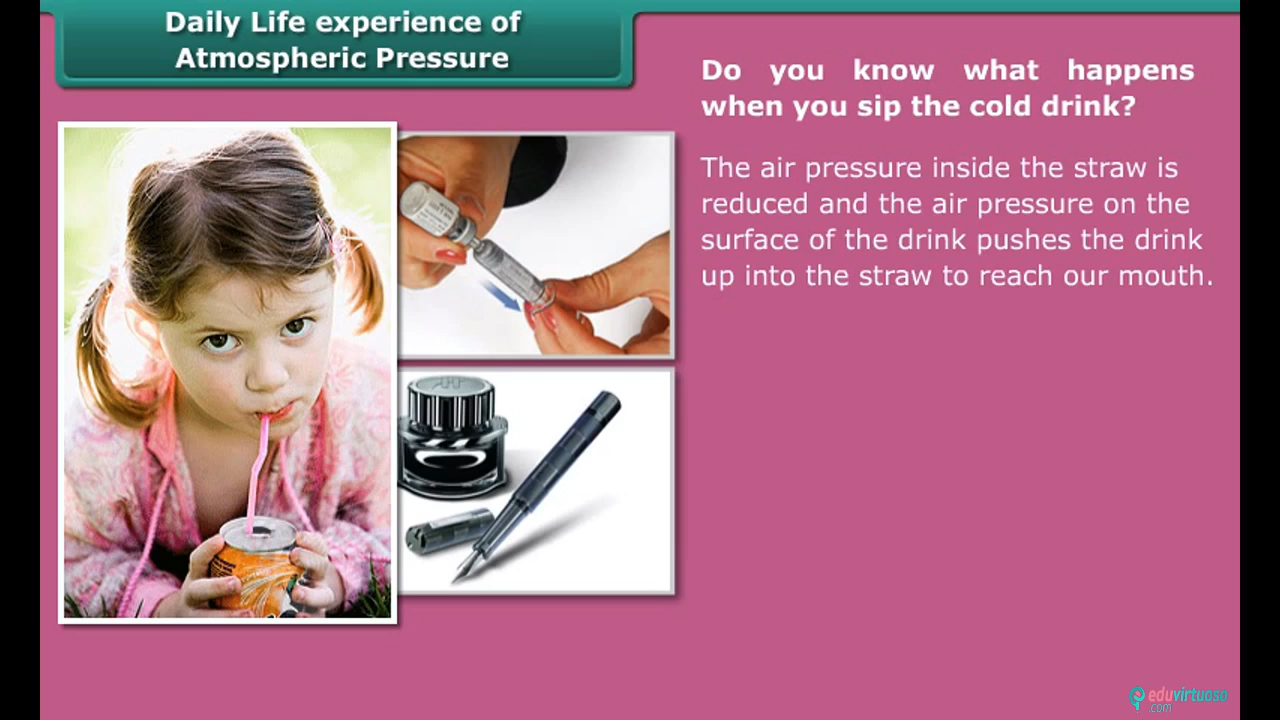 Daily Life experience of
Atmospheric Pressure
Do you know what happens
when you sip the cold drink?
The air pressure inside the straw is
reduced and the air pressure on the
surface of the drink pushes the drink
up into the straw to reach our mouth.
eduvirtuoso
.com